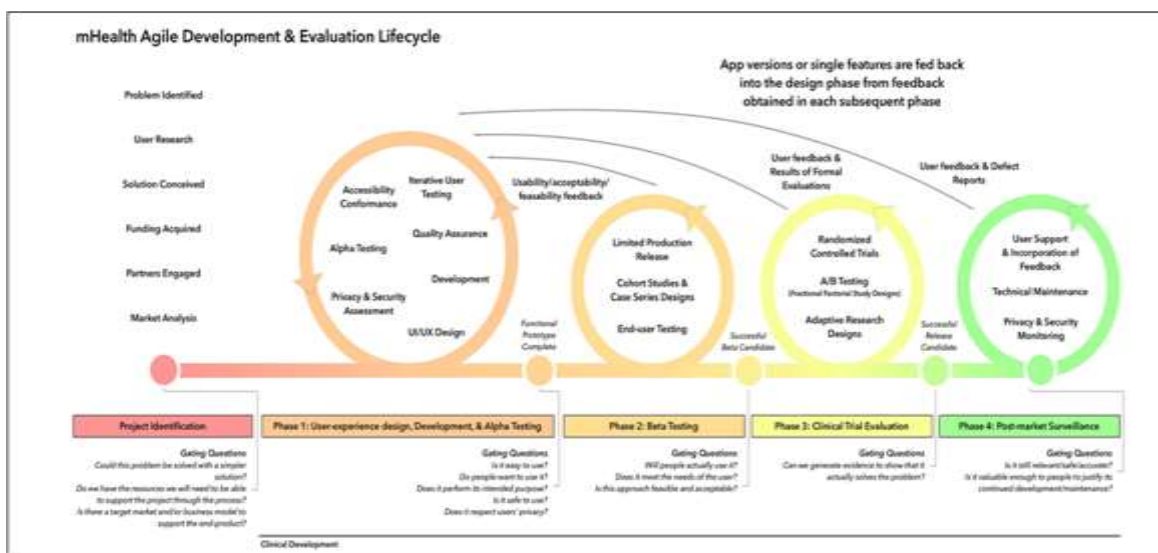 mHealth Agile Development & Evaluation Lifecycle
App versions or single features are fed back
into the design phase from feedback
obtained in each subsequent phase
Problem Identified
User Research
Solution Conceived
Funding Acquired
Partners Engaged
Market Analysis
Accessibility
Conformance
Iterative User
Testing
Alpha Testing
Quality Assurance
Development
Privacy & Security
Assessment
UI/UX Design
Usability/acceptability/
feasability feedback
Functional
Prototype
Complete
Limited Production
Release
Cohort Studies &
Case Series Designs
End-user Testing
Successful
Beta Candidate
User feedback &
Results of Formal
Evaluations
Randomized
Controlled Trials
A/B Testing
(Fractional Factorial Study Designs)
Adaptive Research
Designs
Successful
Release
Candidate
User feedback & Defect
Reports
User Support
& Incorporation of
Feedback
Technical Maintenance
Privacy & Security
Monitoring
Project Identification
Gating Questions
Could this problem be solved with a simpler
solution?
Do we have the resources we will need to be able
to support the project through the process?
Is there a target market and/or business model to
support the end-product?
Phase 1: User-experience design, Development, & Alpha Testing
Gating Questions
Is it easy to use?
Do people want to use it?
Does it perform its intended purpose?
Is it safe to use?
Does it respect users' privacy?
Phase 2: Beta Testing
Gating Questions
Will people actually use it?
Does it meet the needs of the user?
Is this approach feasible and acceptable?
Phase 3: Clinical Trial Evaluation
Gating Questions
Can we generate evidence to show that it
actually solves the problem?
Phase 4: Post-market Surveillance
Gating Questions
Is it still relevant/safe/accurate?
Is it valuable enough to people to justify its
continued development/maintenance?
Clinical Development